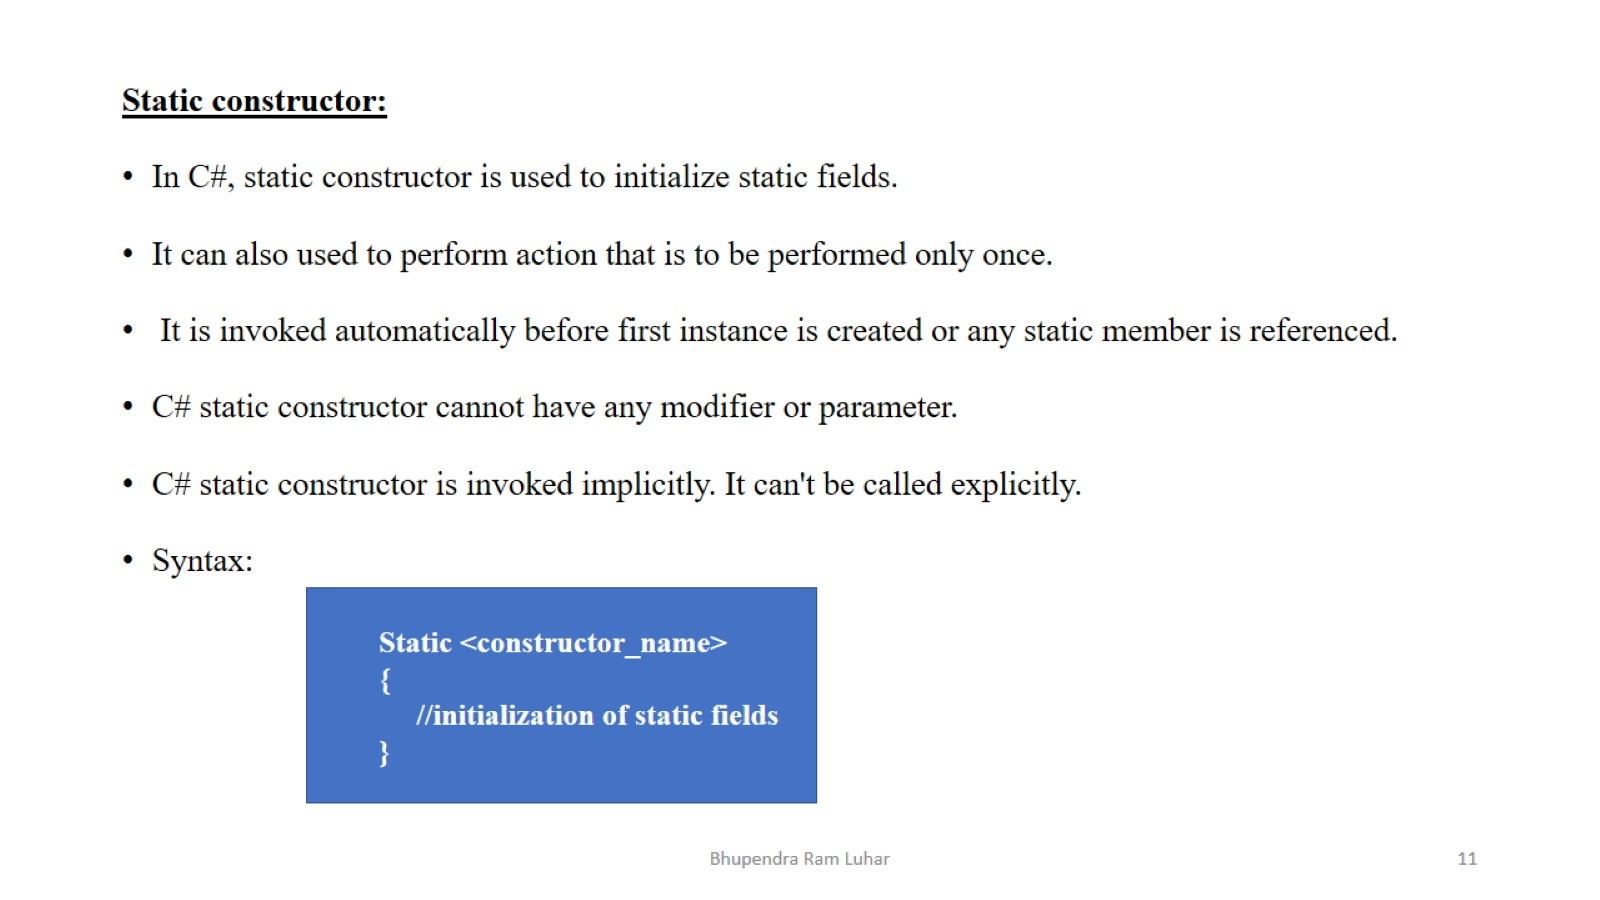 Static constructor:
• In C#, static constructor is used to initialize static fields.
• It can also used to perform action that is to be performed only once.
• It is invoked automatically before first instance is created or any static member is referenced.
• C# static constructor cannot have any modifier or parameter.
• C# static constructor is invoked implicitly. It can't be called explicitly.
• Syntax:
Static <constructor_name>
{
//initialization of static fields
}
Bhupendra Ram Luhar
11